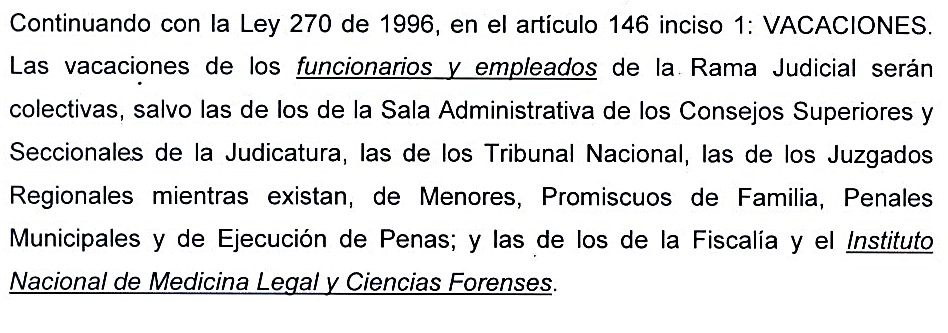 Continuando con la Ley 270 de 1996, en el artículo 146 inciso 1: VACACIONES.
Las vacaciones de los funcionarios y empleados de la Rama Judicial serán
colectivas, salvo las de los de la Sala Administrativa de los Consejos Superiores y
Seccionales de la Judicatura, las de los Tribunal Nacional, las de los Juzgados
Regionales mientras existan, de Menores, Promiscuos de Familia, Penales
Municipales y de Ejecución de Penas; y las de los de la Fiscalía y el Instituto
Nacional de Medicina Legal y Ciencias Forenses.